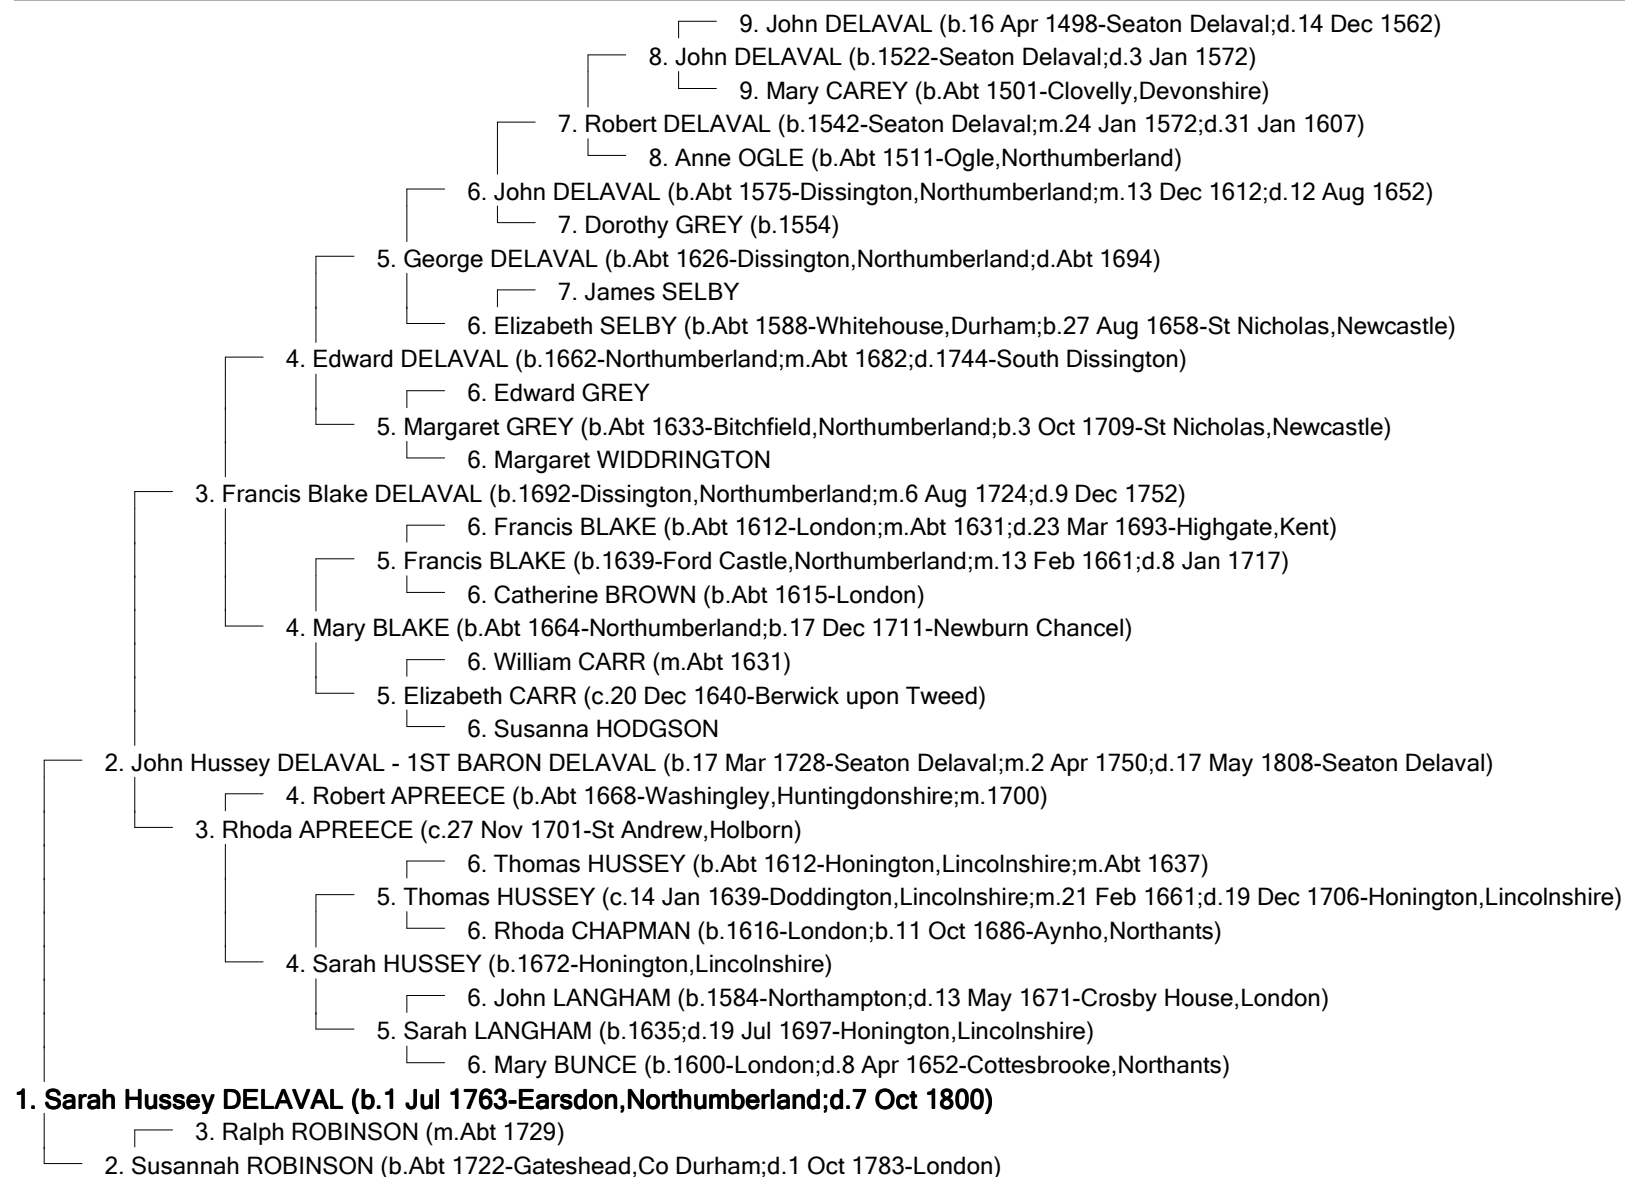 9. John DELAVAL (b.16 Apr 1498-Seaton Delaval;d.14 Dec 1562)
8. John DELAVAL (b.1522-Seaton Delaval;d.3 Jan 1572)
9. Mary CAREY (b.Abt 1501-Clovelly,Devonshire)
7. Robert DELAVAL (b.1542-Seaton Delaval;m.24 Jan 1572;d.31 Jan 1607)
8. Anne OGLE (b.Abt 1511-Ogle,Northumberland)
6. John DELAVAL (b.Abt 1575-Dissington,Northumberland;m.13 Dec 1612;d.12 Aug 1652)
7. Dorothy GREY (b.1554)
5. George DELAVAL (b.Abt 1626-Dissington,Northumberland;d.Abt 1694)
7. James SELBY
6. Elizabeth SELBY (b.Abt 1588-Whitehouse,Durham;b.27 Aug 1658-St Nicholas,Newcastle)
4. Edward DELAVAL (b.1662-Northumberland;m.Abt 1682;d.1744-South Dissington)
6. Edward GREY
5. Margaret GREY (b.Abt 1633-Bitchfield,Northumberland;b.3 Oct 1709-St Nicholas,Newcastle)
6. Margaret WIDDRINGTON
3. Francis Blake DELAVAL (b.1692-Dissington,Northumberland;m.6 Aug 1724;d.9 Dec 1752)
6. Francis BLAKE (b.Abt 1612-London;m.Abt 1631;d.23 Mar 1693-Highgate,Kent)
5. Francis BLAKE (b.1639-Ford Castle,Northumberland;m.13 Feb 1661;d.8 Jan 1717)
6. Catherine BROWN (b.Abt 1615-London)
4. Mary BLAKE (b.Abt 1664-Northumberland;b.17 Dec 1711-Newburn Chancel)
6. William CARR (m.Abt 1631)
5. Elizabeth CARR (c.20 Dec 1640-Berwick upon Tweed)
6. Susanna HODGSON
2. John Hussey DELAVAL - 1ST BARON DELAVAL (b.17 Mar 1728-Seaton Delaval;m.2 Apr 1750;d.17 May 1808-Seaton Delaval)
4. Robert APREECE (b.Abt 1668-Washingley,Huntingdonshire;m.1700)
3. Rhoda APREECE (c.27 Nov 1701-St Andrew,Holborn)
6. Thomas HUSSEY (b.Abt 1612-Honington,Lincolnshire;m.Abt 1637)
5. Thomas HUSSEY (c.14 Jan 1639-Doddington,Lincolnshire;m.21 Feb 1661;d.19 Dec 1706-Honington,Lincolnshire)
6. Rhoda CHAPMAN (b.1616-London;b.11 Oct 1686-Aynho,Northants)
4. Sarah HUSSEY (b.1672-Honington,Lincolnshire)
6. John LANGHAM (b.1584-Northampton;d.13 May 1671-Crosby House,London)
5. Sarah LANGHAM (b.1635;d.19 Jul 1697-Honington,Lincolnshire)
6. Mary BUNCE (b.1600-London;d.8 Apr 1652-Cottesbrooke,Northants)
1. Sarah Hussey DELAVAL (b.1 Jul 1763-Earsdon,Northumberland;d.7 Oct 1800)
3. Ralph ROBINSON (m.Abt 1729)
2. Susannah ROBINSON (b.Abt 1722-Gateshead,Co Durham;d.1 Oct 1783-London)